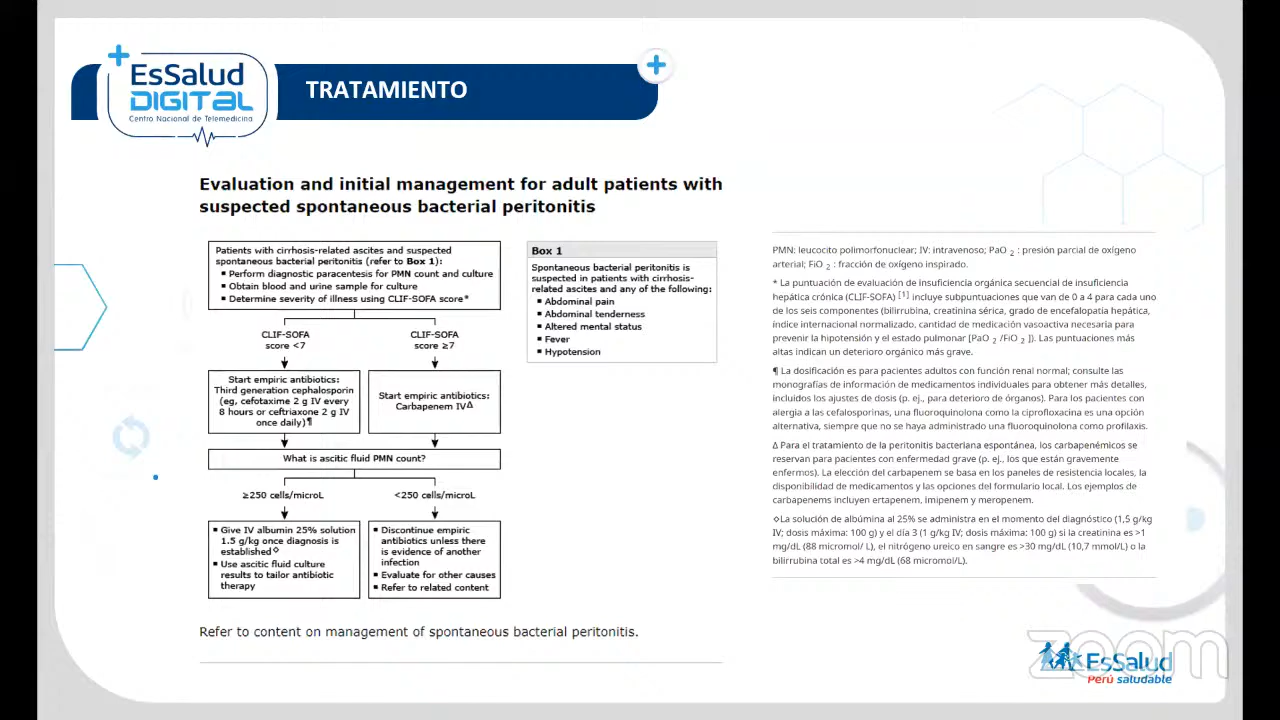 EsSalud
DIGITAL
Centro Nacional de Telemedicina
TRATAMIENTO
Evaluation and initial management for adult patients with
suspected spontaneous bacterial peritonitis
Patients with cirrhosis-related ascites and suspected
spontaneous bacterial peritonitis (refer to Box 1):
▪ Perform diagnostic paracentesis for PMN count and culture
▪ Obtain blood and urine sample for culture
▪ Determine severity of illness using CLIF-SOFA score*
CLIF-SOFA
score <7
CLIF-SOFA
score ≥7
Start empiric antibiotics:
Third generation cephalosporin
(eg, cefotaxime 2 g IV every
8 hours or ceftriaxone 2 g IV
once daily)¶
Start empiric antibiotics:
Carbapenem IVΔ
What is ascitic fluid PMN count?
≥250 cells/microL
<250 cells/microL
▪ Give IV albumin 25% solution
1.5 g/kg once diagnosis is
established◇
▪ Use ascitic fluid culture
results to tailor antibiotic
therapy
▪ Discontinue empiric
antibiotics unless there
is evidence of another
infection
▪ Evaluate for other causes
▪ Refer to related content
Box 1
Spontaneous bacterial peritonitis is
suspected in patients with cirrhosis-
related ascites and any of the following:
▪ Abdominal pain
▪ Abdominal tenderness
▪ Altered mental status
▪ Fever
▪ Hypotension
Refer to content on management of spontaneous bacterial peritonitis.
PMN: leucocito polimorfonuclear; IV: intravenoso; PaO 2 : presión parcial de oxígeno
arterial; FiO 2 : fracción de oxígeno inspirado.
* La puntuación de evaluación de insuficiencia orgánica secuencial de insuficiencia
hepática crónica (CLIF-SOFA) [1] incluye subpuntuaciones que van de 0 a 4 para cada uno
de los seis componentes (bilirrubina, creatinina sérica, grado de encefalopatía hepática,
índice internacional normalizado, cantidad de medicación vasoactiva necesaria para
prevenir la hipotensión y el estado pulmonar [PaO 2 /FiO 2 ]). Las puntuaciones más
altas indican un deterioro orgánico más grave.
¶ La dosificación es para pacientes adultos con función renal normal; consulte las
monografías de información de medicamentos individuales para obtener más detalles,
incluidos los ajustes de dosis (p. ej., para deterioro de órganos). Para los pacientes con
alergia a las cefalosporinas, una fluoroquinolona como la ciprofloxacina es una opción
alternativa, siempre que no se haya administrado una fluoroquinolona como profilaxis.
Δ Para el tratamiento de la peritonitis bacteriana espontánea, los carbapenémicos se
reservan para pacientes con enfermedad grave (p. ej., los que están gravemente
enfermos). La elección del carbapenem se basa en los paneles de resistencia locales, la
disponibilidad de medicamentos y las opciones del formulario local. Los ejemplos de
carbapenems incluyen ertapenem, imipenem y meropenem.
◇La solución de albúmina al 25% se administra en el momento del diagnóstico (1,5 g/kg
IV; dosis máxima: 100 g) y el día 3 (1 g/kg IV; dosis máxima: 100 g) si la creatinina es >1
mg/dL (88 micromol/ L), el nitrógeno ureico en sangre es >30 mg/dL (10,7 mmol/L) o la
bilirrubina total es >4 mg/dL (68 micromol/L).
zoom
EsSalud
Perú saludable